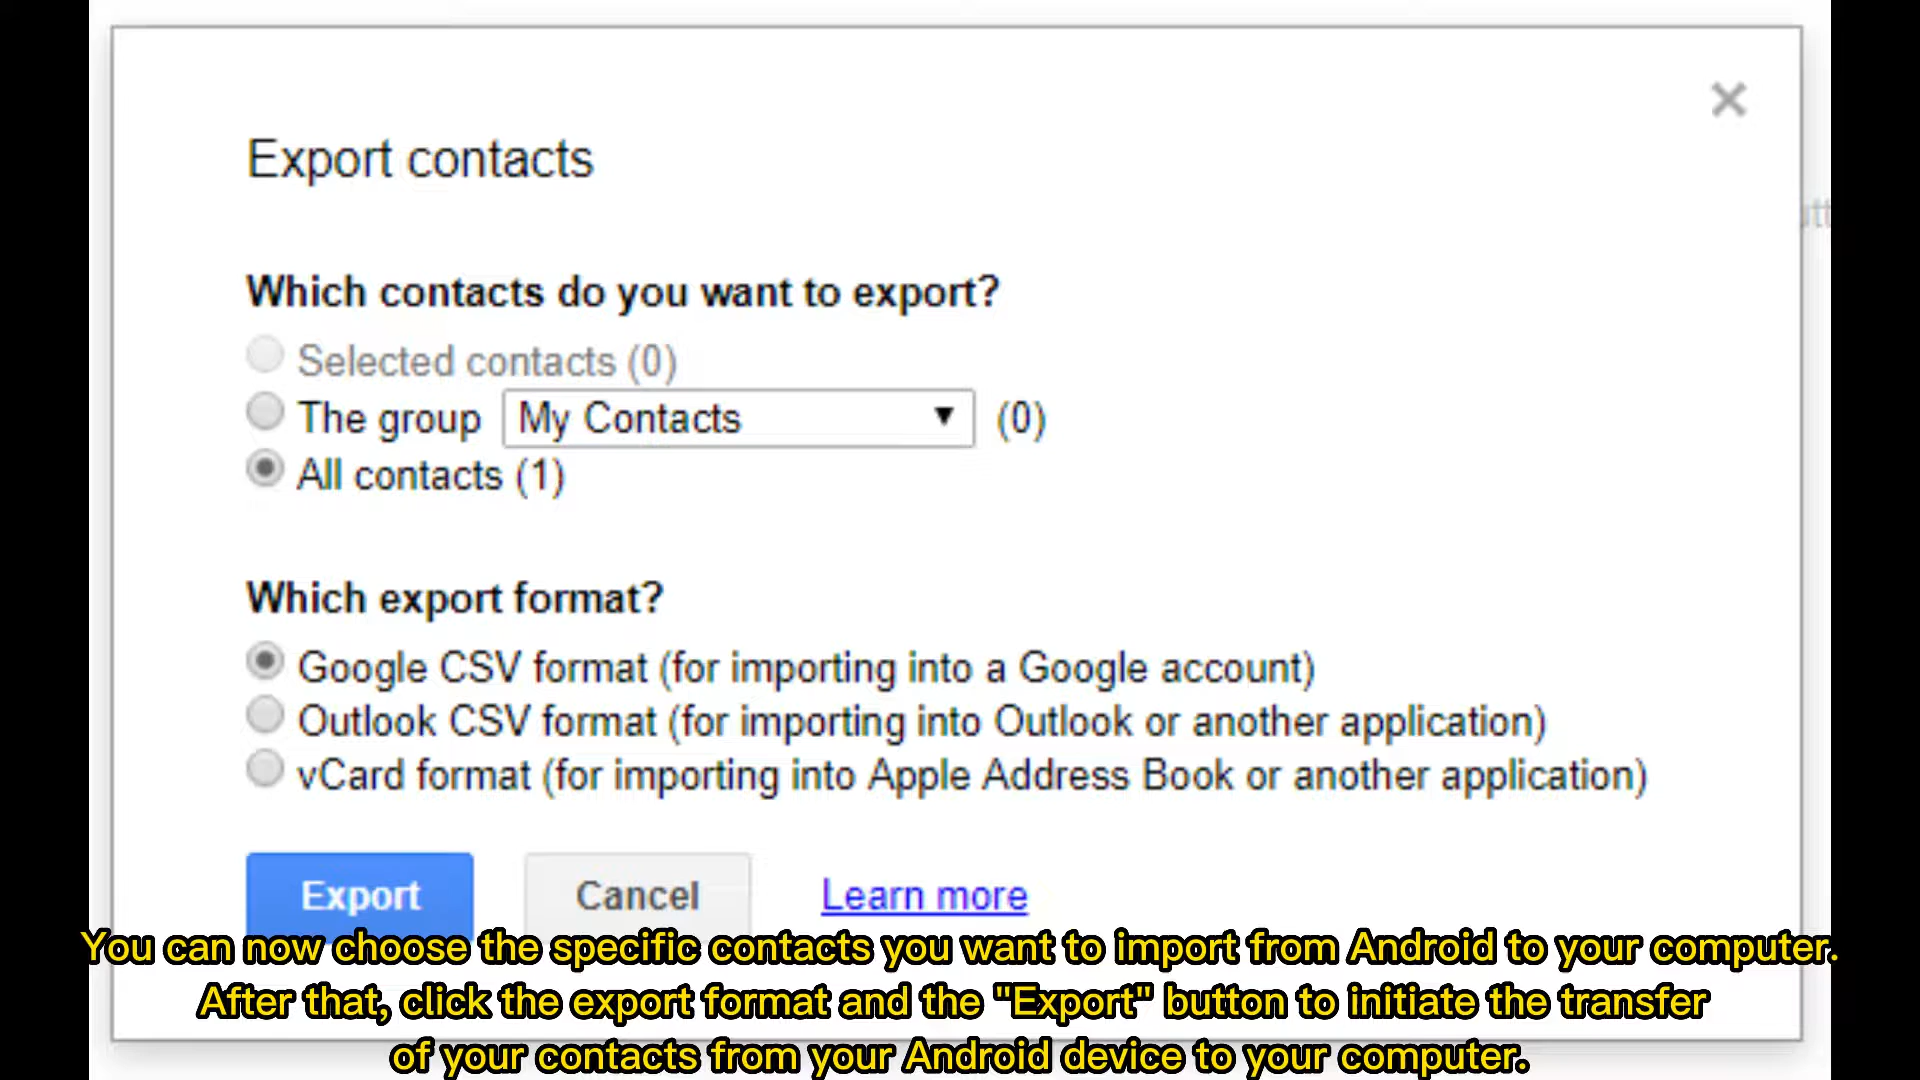 Export contacts
Which contacts do you want to export?
Selected contacts (0)
The group My Contacts (0)
All contacts (1)
Which export format?
Google CSV format (for importing into a Google account)
Outlook CSV format (for importing into Outlook or another application)
vCard format (for importing into Apple Address Book or another application)
Export Cancel Learn more
You can now choose the specific contacts you want to import from Android to your computer.
After that, click the export format and the "Export" button to initiate the transfer
of your contacts from your Android device to your computer.